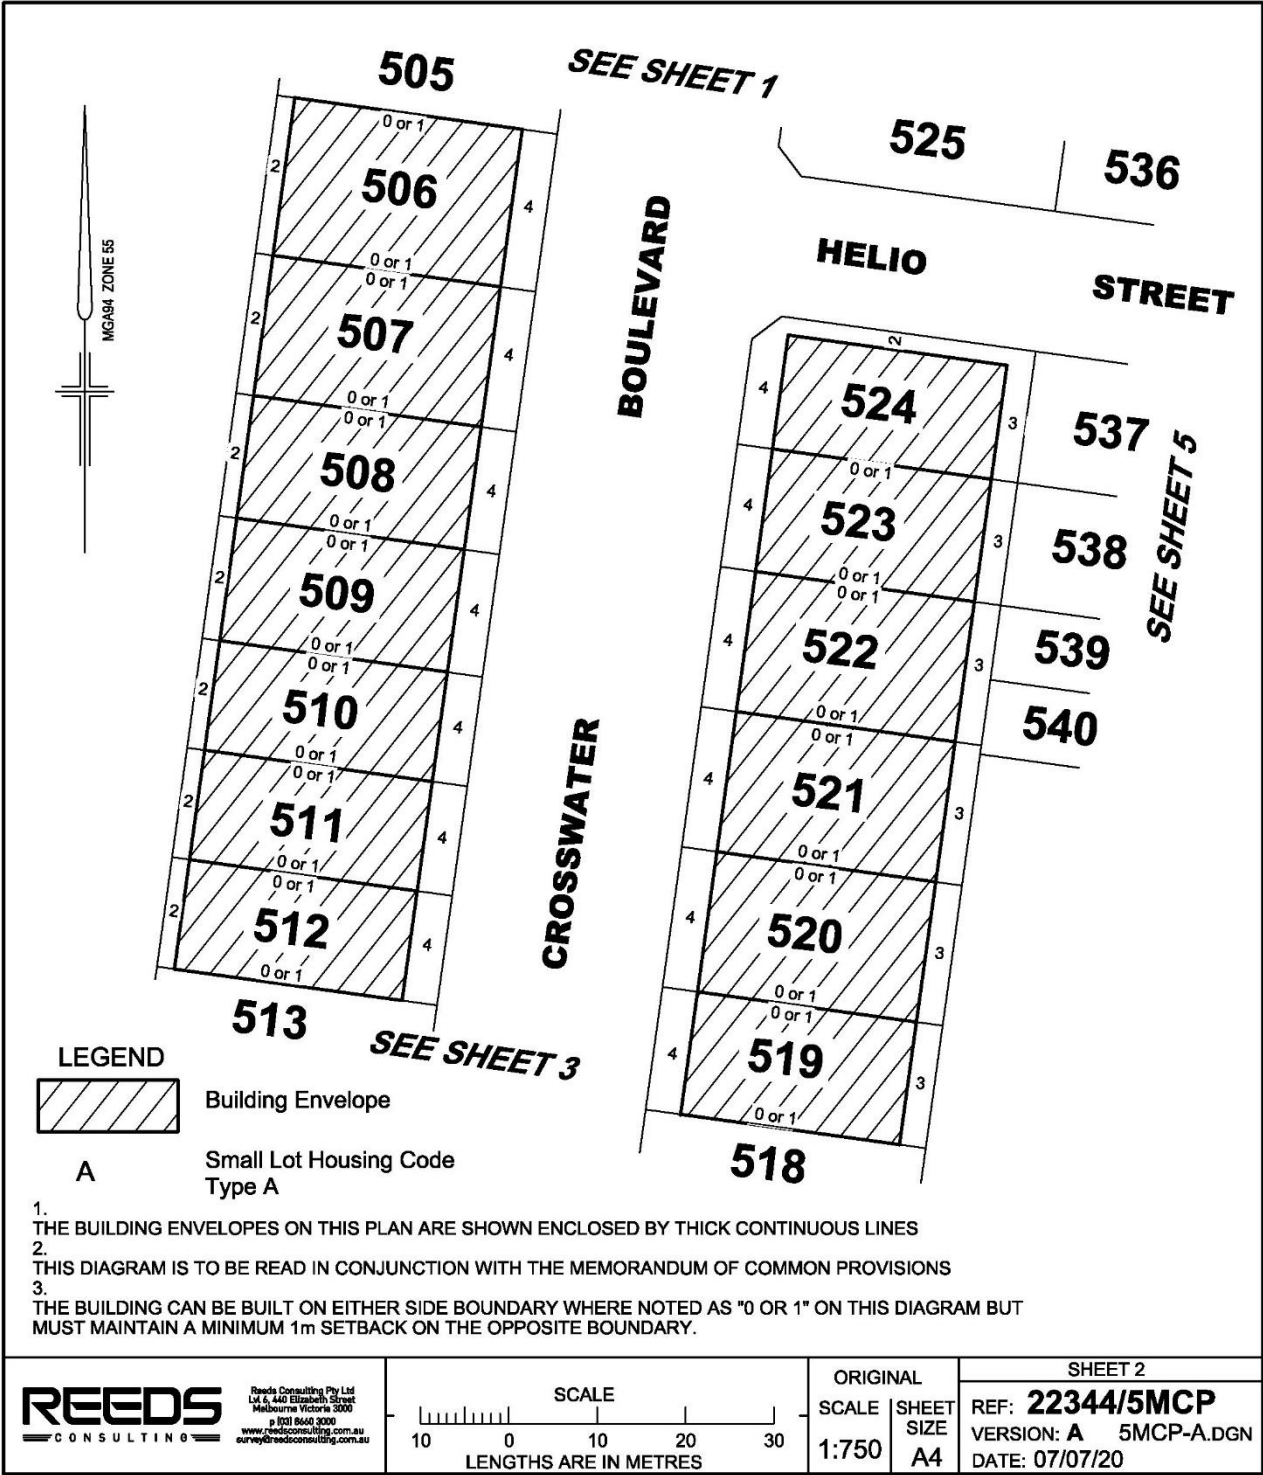 505
SEE SHEET 1
0 or 1
2
506
4
0 or 1
0 or 1
2
507
4
0 or 1
0 or 1
2
508
4
0 or 1
0 or 1
2
509
4
0 or 1
0 or 1
2
510
4
0 or 1
0 or 1
2
511
4
0 or 1
0 or 1
2
512
4
0 or 1
513
SEE SHEET 3
MGA94 ZONE 55
CROSSWATER
BOULEVARD
525
536
HELIO
STREET
2
4
524
3
537
0 or 1
4
523
3
538
0 or 1
0 or 1
4
522
3
539
540
SEE SHEET 5
0 or 1
0 or 1
4
521
3
0 or 1
0 or 1
4
520
3
0 or 1
0 or 1
4
519
3
0 or 1
518
LEGEND
Building Envelope
A
Small Lot Housing Code
Type A
1.
THE BUILDING ENVELOPES ON THIS PLAN ARE SHOWN ENCLOSED BY THICK CONTINUOUS LINES
2.
THIS DIAGRAM IS TO BE READ IN CONJUNCTION WITH THE MEMORANDUM OF COMMON PROVISIONS
3.
THE BUILDING CAN BE BUILT ON EITHER SIDE BOUNDARY WHERE NOTED AS "0 OR 1" ON THIS DIAGRAM BUT
MUST MAINTAIN A MINIMUM 1m SETBACK ON THE OPPOSITE BOUNDARY.
REEDS
CONSULTING
Reeds Consulting Pty Ltd
Lvl 6, 440 Elizabeth Street
Melbourne Victoria 3000
p (03) 8660 3000
www.reedsconsulting.com.au
survey@reedsconsulting.com.au
SCALE
10 0 10 20 30
LENGTHS ARE IN METRES
ORIGINAL
SCALE
1:750
SHEET
SIZE
A4
SHEET 2
REF: 22344/5MCP
VERSION: A 5MCP-A.DGN
DATE: 07/07/20